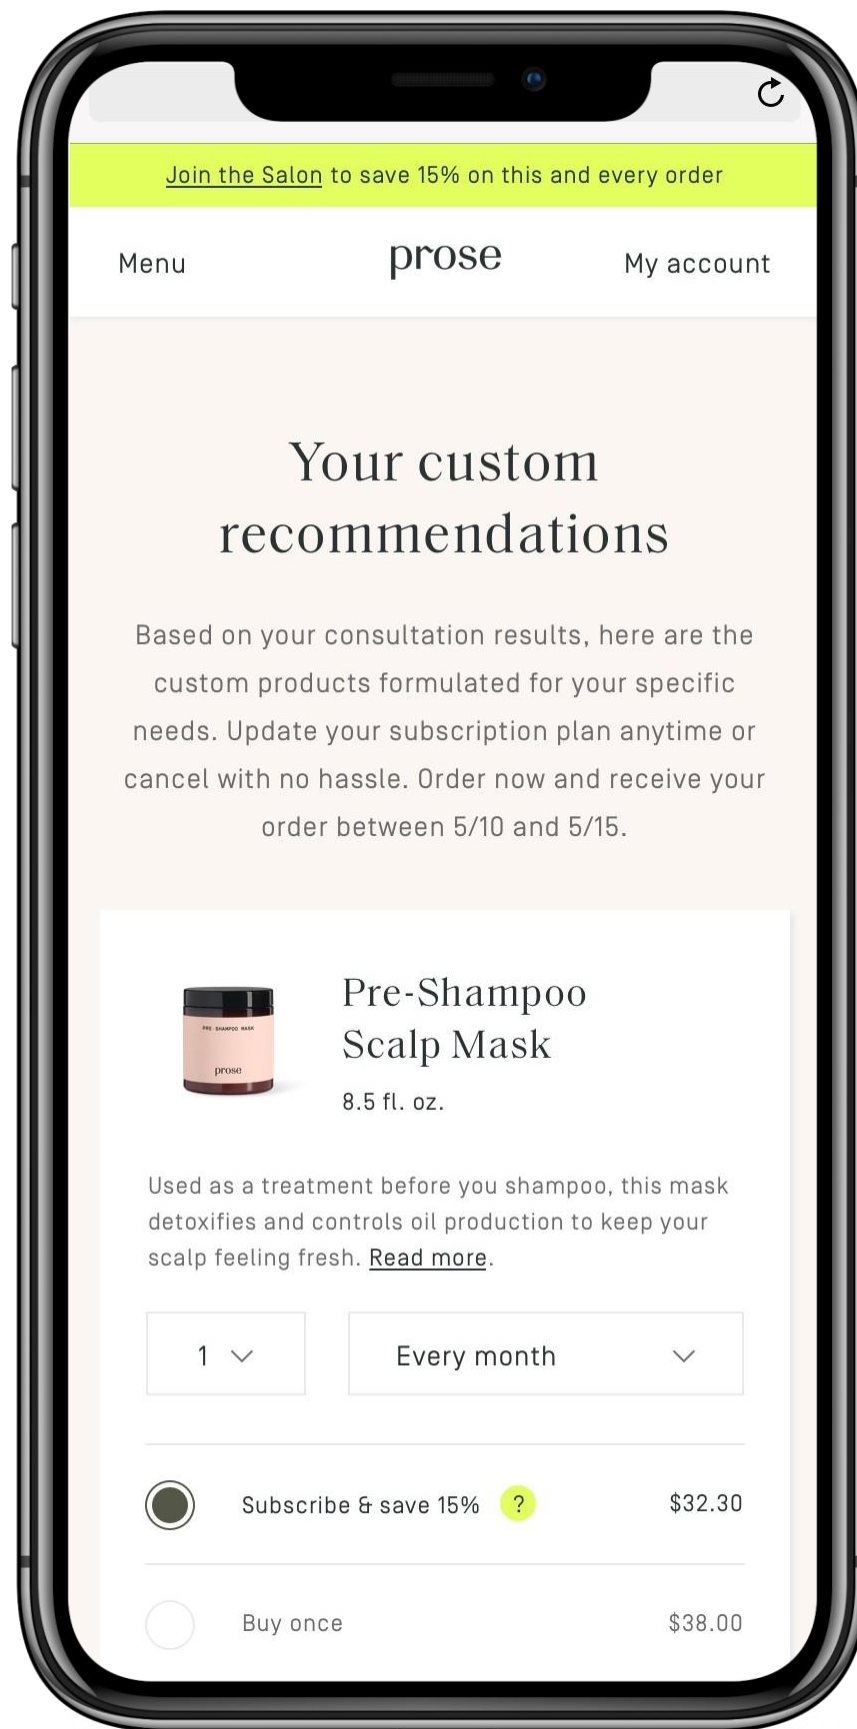 Join the Salon to save 15% on this and every order
Menu
prose
My account
Your custom
recommendations
Based on your consultation results, here are the
custom products formulated for your specific
needs. Update your subscription plan anytime or
cancel with no hassle. Order now and receive your
order between 5/10 and 5/15.
PRE-SHAMPOO MASK
prose
Pre-Shampoo
Scalp Mask
8.5 fl. oz.
Used as a treatment before you shampoo, this mask
detoxifies and controls oil production to keep your
scalp feeling fresh. Read more.
1
Every month
Subscribe & save 15%
?
$32.30
Buy once
$38.00